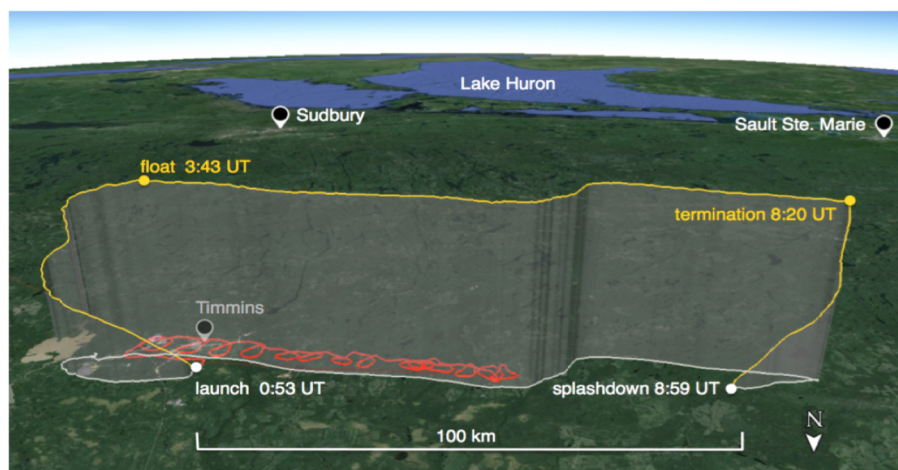 Lake Huron
Sudbury
Sault Ste. Marie
float 3:43 UT
termination 8:20 UT
Timmins
launch 0:53 UT
splashdown 8:59 UT
N
100 km